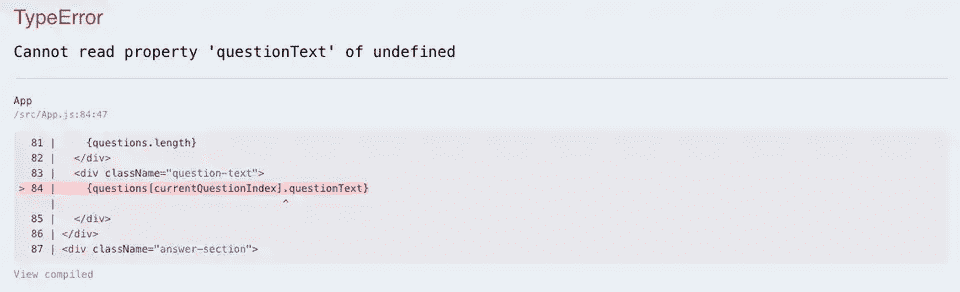 TypeError
Cannot read property 'questionText' of undefined
App
/src/App.js:84:47
81 | {questions.length}
82 | </div>
83 | <div className="question-text">
> 84 | {questions[currentQuestionIndex].questionText}
| ^
85 | </div>
86 | </div>
87 | <div className="answer-section">
View compiled